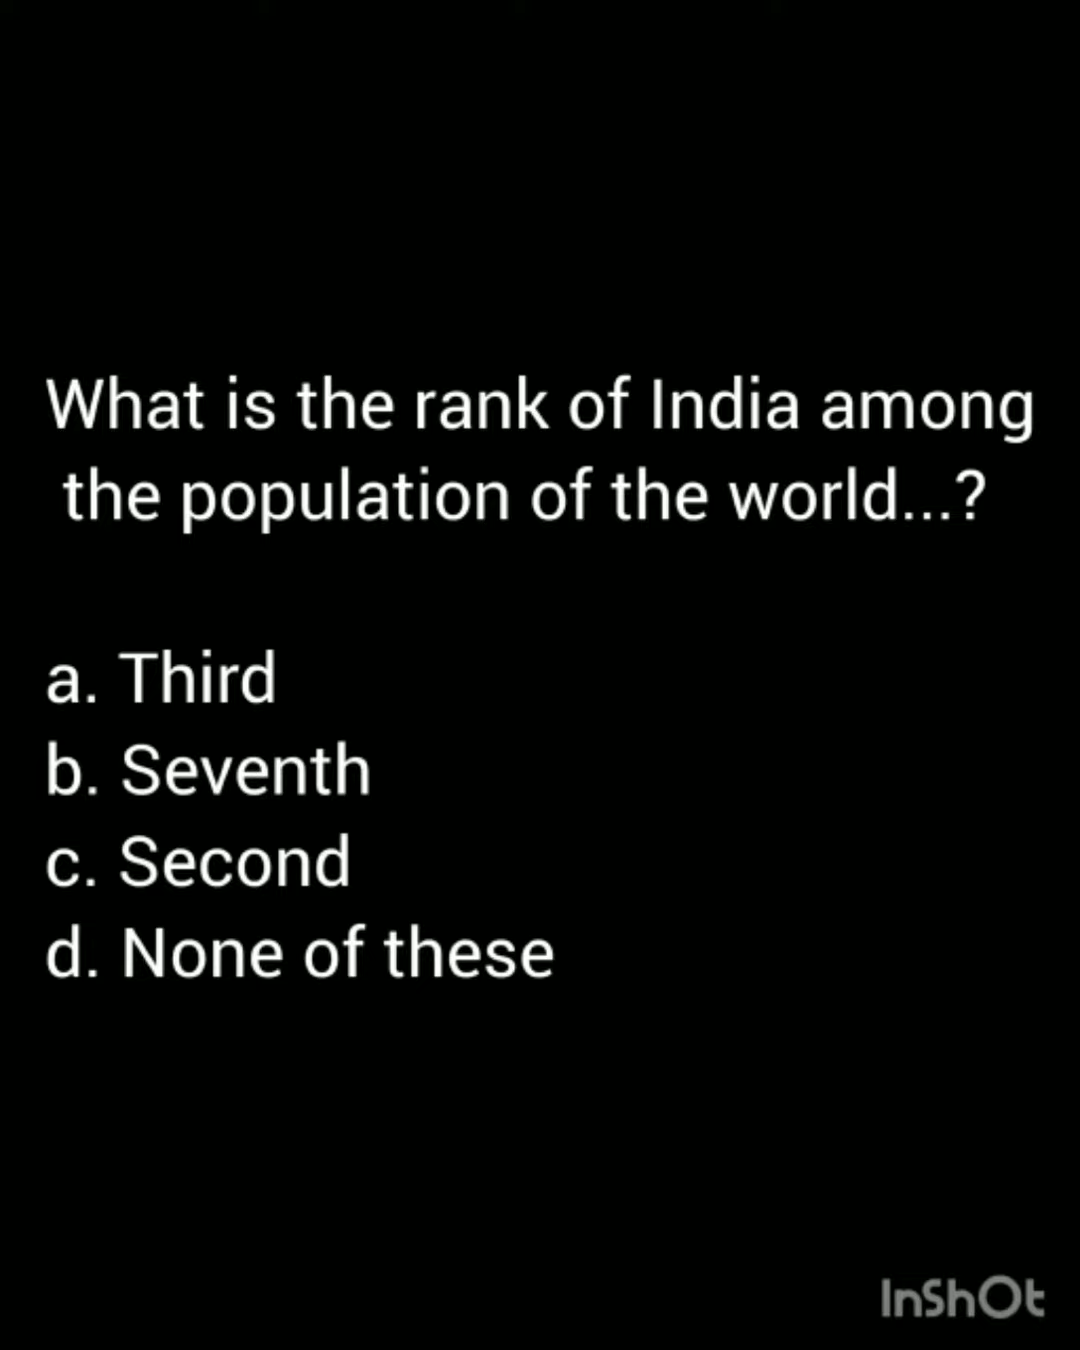 What is the rank of India among
the population of the world...?
a. Third
b. Seventh
c. Second
d. None of these
InShOt